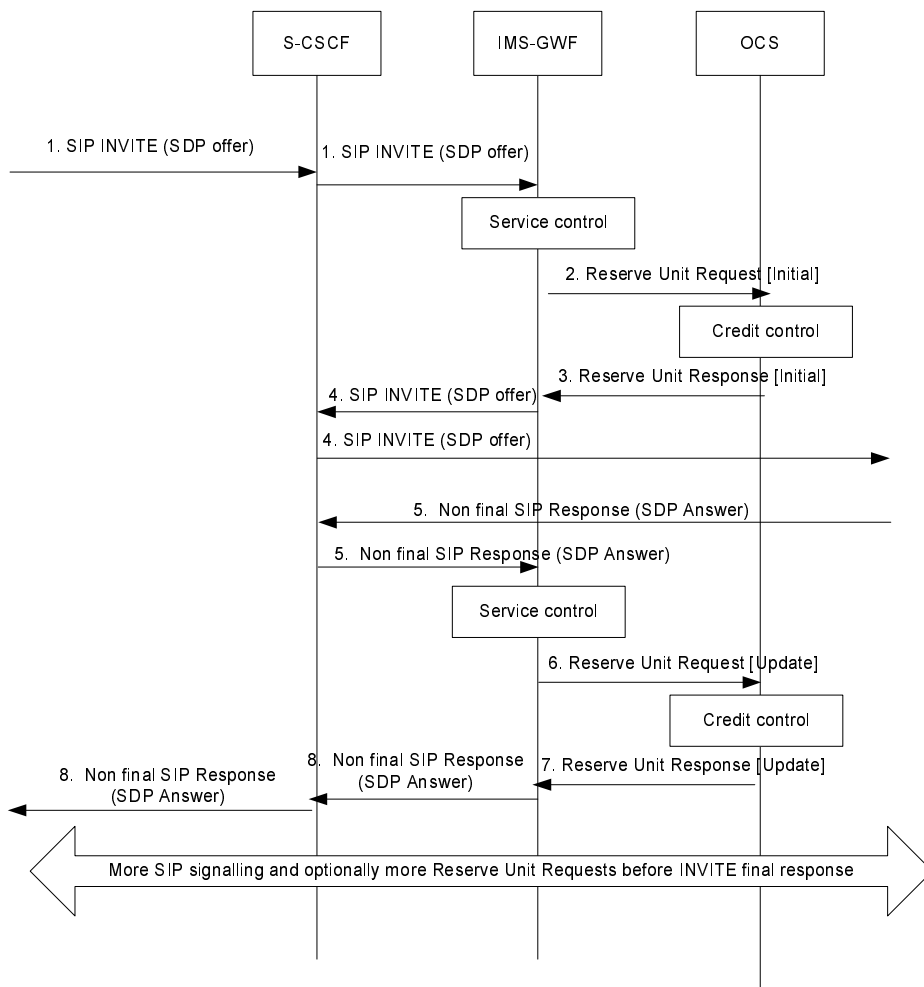 S-CSCF
IMS-GWF
OCS
1. SIP INVITE (SDP offer)
1. SIP INVITE (SDP offer)
Service control
2. Reserve Unit Request [Initial]
Credit control
3. Reserve Unit Response [Initial]
4. SIP INVITE (SDP offer)
4. SIP INVITE (SDP offer)
5. Non final SIP Response (SDP Answer)
5. Non final SIP Response (SDP Answer)
Service control
6. Reserve Unit Request [Update]
Credit control
7. Reserve Unit Response [Update]
8. Non final SIP Response
(SDP Answer)
8. Non final SIP Response
(SDP Answer)
More SIP signalling and optionally more Reserve Unit Requests before INVITE final response